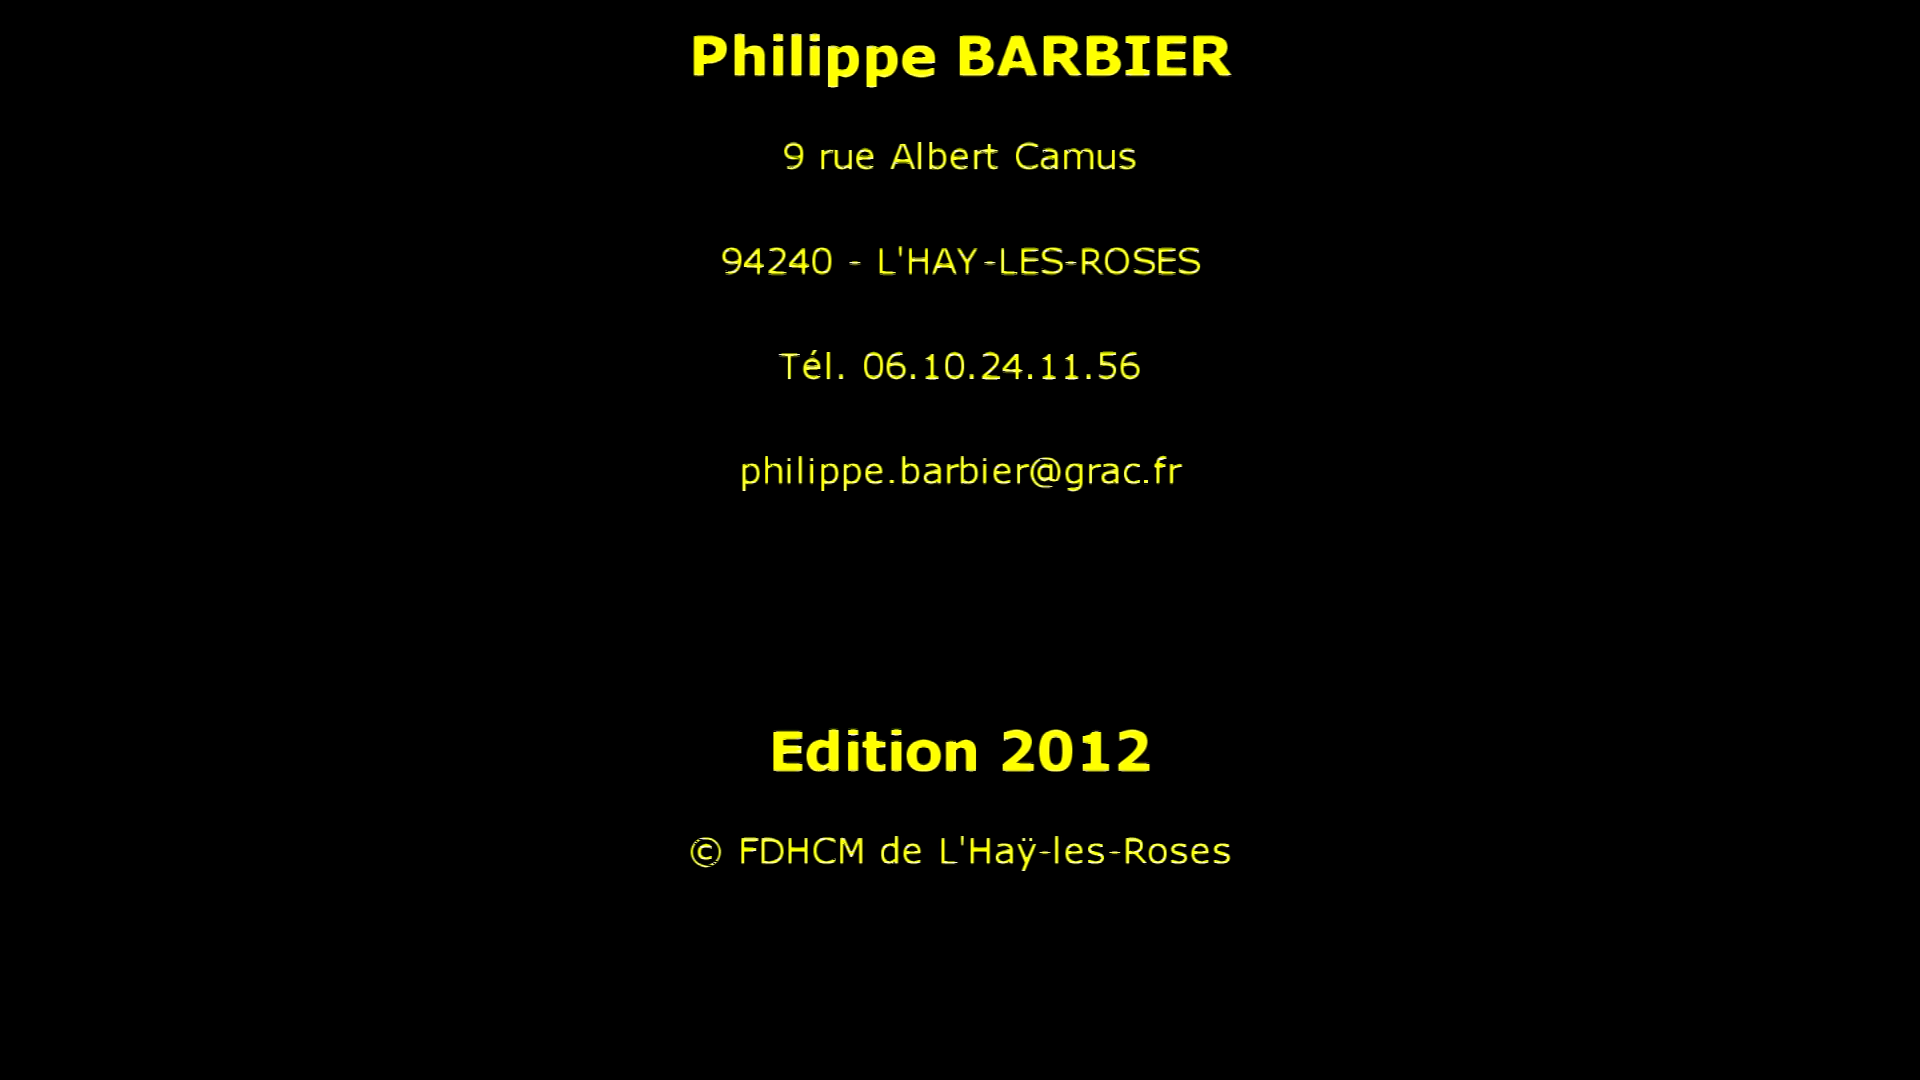 Philippe BARBIER
9 rue Albert Camus
94240 - L'HAY-LES-ROSES
Tél. 06.10.24.11.56
philippe.barbier@grac.fr
Edition 2012
© FDHCM de L'Haÿ-les-Roses